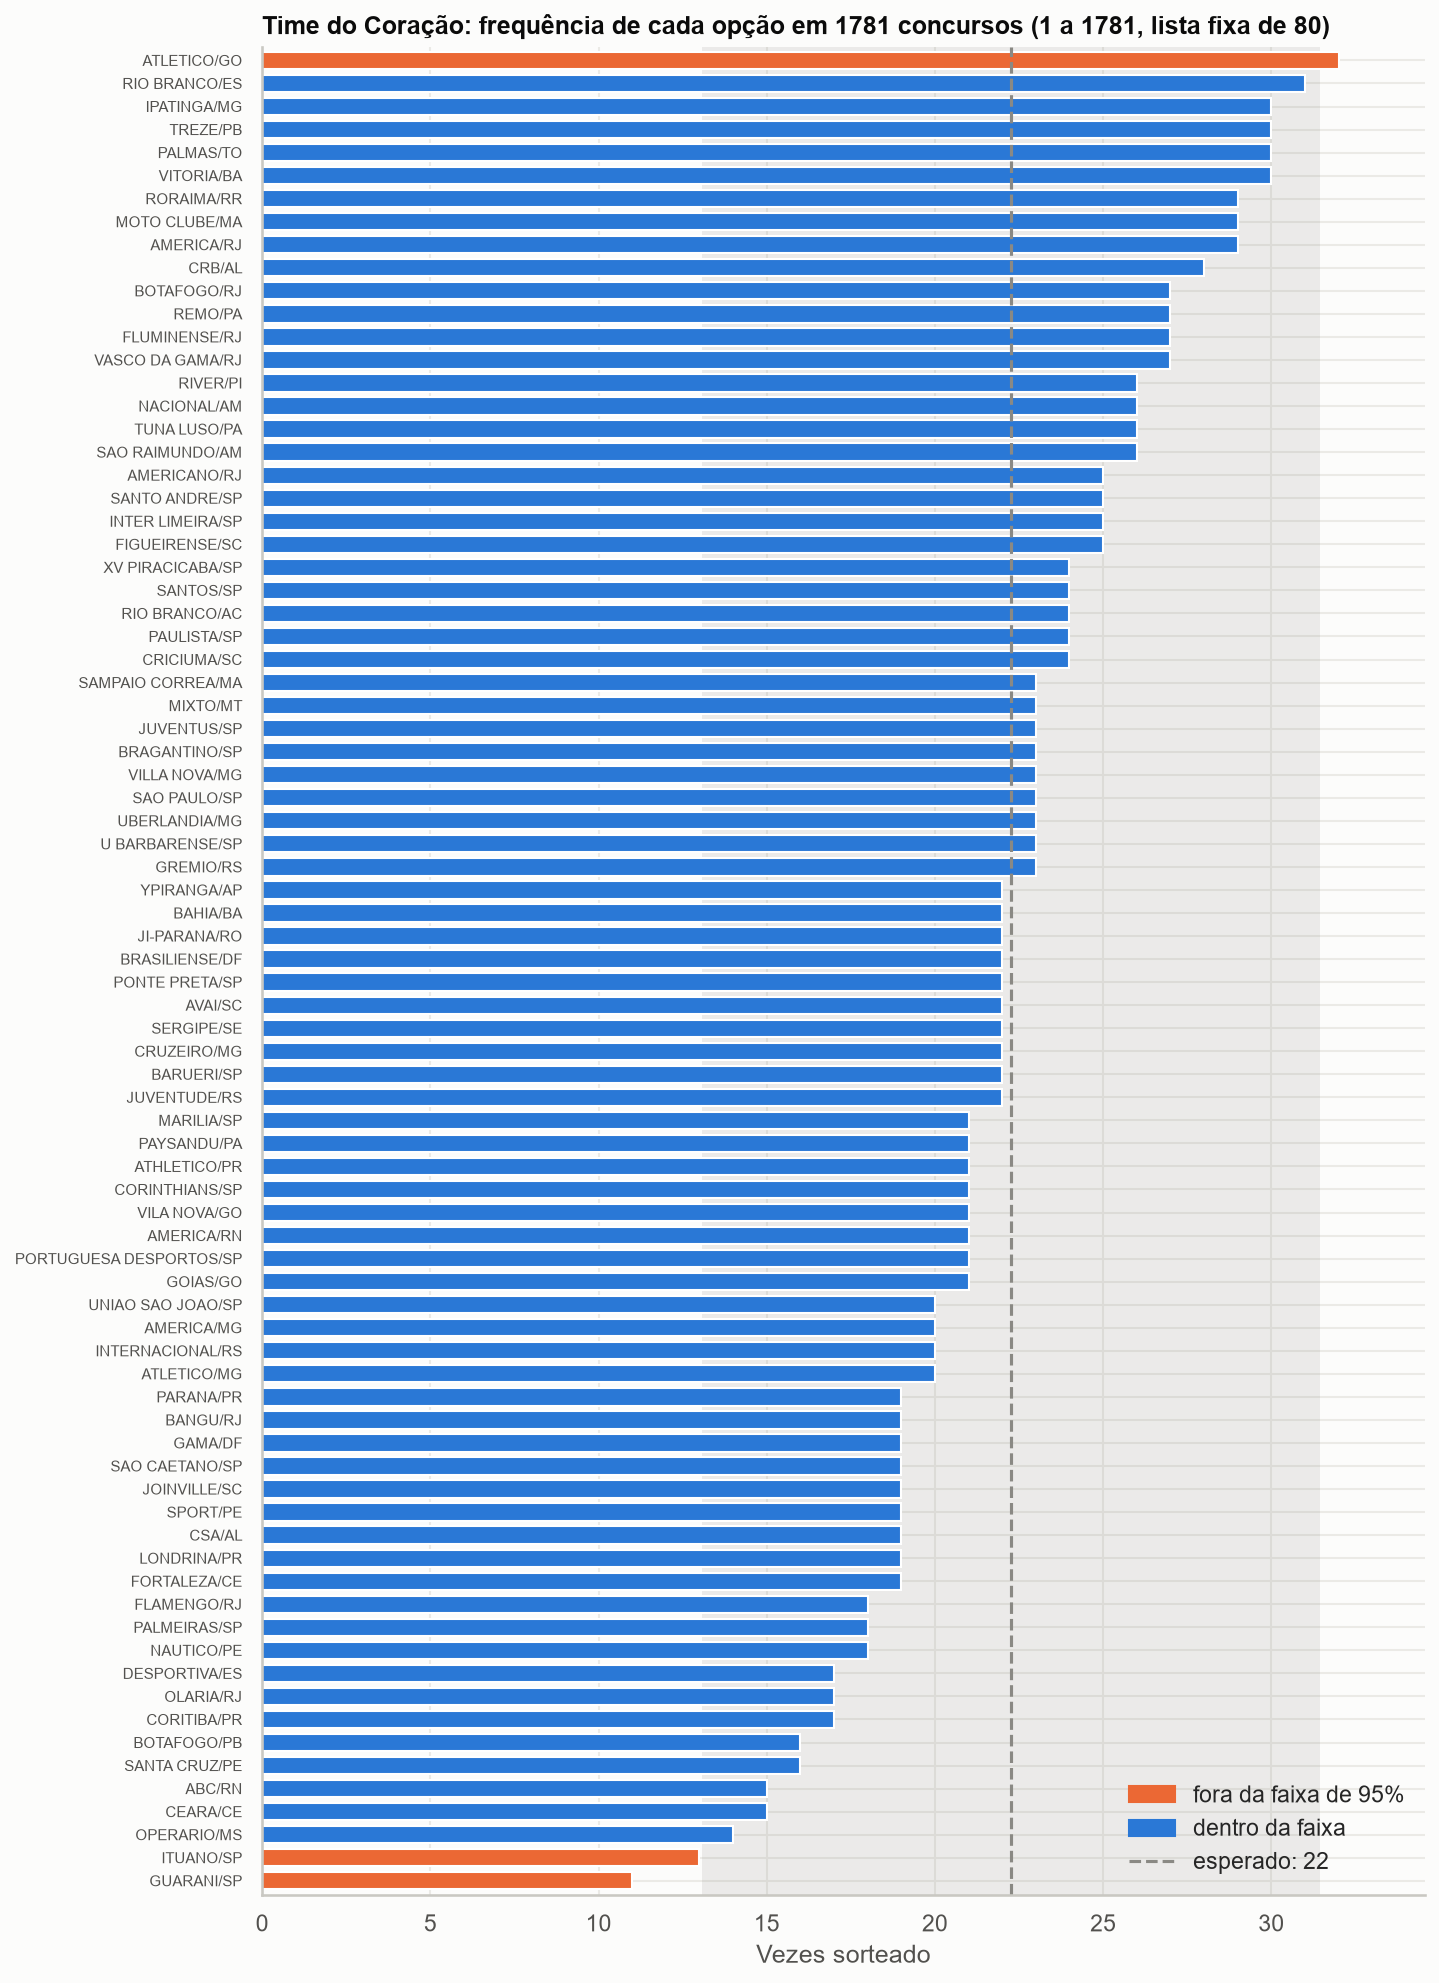 Time do Coração: frequência de cada opção em 1781 concursos (1 a 1781, lista fixa de 80)
ATLETICO/GO
RIO BRANCO/ES
IPATINGA/MG
TREZE/PB
PALMAS/TO
VITORIA/BA
RORAIMA/RR
MOTO CLUBE/MA
AMERICA/RJ
CRB/AL
BOTAFOGO/RJ
REMO/PA
FLUMINENSE/RJ
VASCO DA GAMA/RJ
RIVER/PI
NACIONAL/AM
TUNA LUSO/PA
SAO RAIMUNDO/AM
AMERICANO/RJ
SANTO ANDRE/SP
INTER LIMEIRA/SP
FIGUEIRENSE/SC
XV PIRACICABA/SP
SANTOS/SP
RIO BRANCO/AC
PAULISTA/SP
CRICIUMA/SC
SAMPAIO CORREA/MA
MIXTO/MT
JUVENTUS/SP
BRAGANTINO/SP
VILLA NOVA/MG
SAO PAULO/SP
UBERLANDIA/MG
U BARBARENSE/SP
GREMIO/RS
YPIRANGA/AP
BAHIA/BA
JI-PARANA/RO
BRASILIENSE/DF
PONTE PRETA/SP
AVAI/SC
SERGIPE/SE
CRUZEIRO/MG
BARUERI/SP
JUVENTUDE/RS
MARILIA/SP
PAYSANDU/PA
ATHLETICO/PR
CORINTHIANS/SP
VILA NOVA/GO
AMERICA/RN
PORTUGUESA DESPORTOS/SP
GOIAS/GO
UNIAO SAO JOAO/SP
AMERICA/MG
INTERNACIONAL/RS
ATLETICO/MG
PARANA/PR
BANGU/RJ
GAMA/DF
SAO CAETANO/SP
JOINVILLE/SC
SPORT/PE
CSA/AL
LONDRINA/PR
FORTALEZA/CE
FLAMENGO/RJ
PALMEIRAS/SP
NAUTICO/PE
DESPORTIVA/ES
OLARIA/RJ
CORITIBA/PR
BOTAFOGO/PB
SANTA CRUZ/PE
ABC/RN
CEARA/CE
OPERARIO/MS
ITUANO/SP
GUARANI/SP
fora da faixa de 95%
dentro da faixa
esperado: 22
0 5 10 15 20 25 30
Vezes sorteado